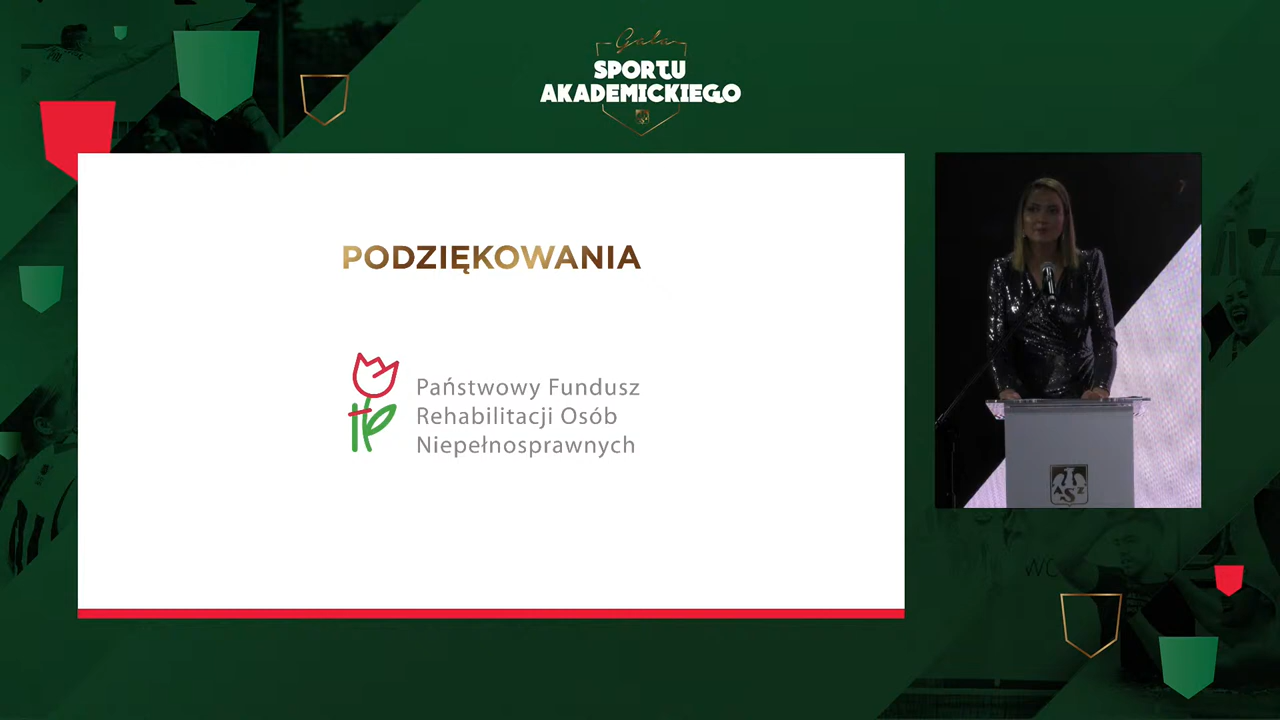 Gala
SPORTU
AKADEMICKIEGO
PODZIĘKOWANIA
Państwowy Fundusz
Rehabilitacji Osób
Niepełnosprawnych
AZS